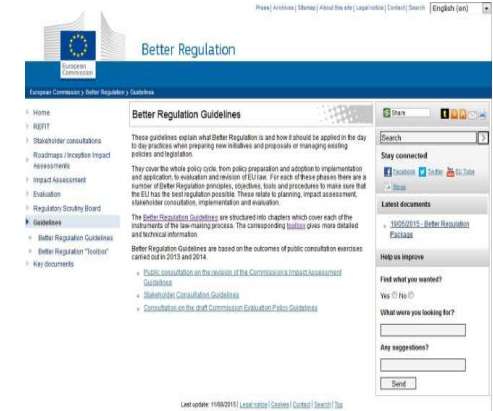 Press | Archives | Sitemap | About this site | Legal notice | Contact | Search English (en)
Better Regulation
European
Commission
European Commission > Better Regulation > Guidelines
Home
REFIT
Stakeholder consultations
Roadmaps / Inception Impact
Assessments
Impact Assessment
Evaluation
Regulatory Scrutiny Board
Guidelines
Better Regulation Guidelines
Better Regulation "Toolbox"
Key documents
Better Regulation Guidelines
These guidelines explain what Better Regulation is and how it should be applied in the day
to day practices when preparing new initiatives and proposals or managing existing
policies and legislation.
They cover the whole policy cycle, from policy preparation and adoption to implementation
and application, to evaluation and revision of EU law. For each of these phases there are a
number of Better Regulation principles, objectives, tools and procedures to make sure that
the EU has the best regulation possible. These relate to planning, impact assessment,
stakeholder consultation, implementation and evaluation.
The Better Regulation Guidelines are structured into chapters which cover each of the
instruments of the law-making process. The corresponding toolbox gives more detailed
and technical information.
Better Regulation Guidelines are based on the outcomes of public consultation exercises
carried out in 2013 and 2014.
Public consultation on the revision of the Commission's Impact Assessment
Guidelines
Stakeholder Consultation Guidelines
Consultation on the draft Commission Evaluation Policy Guidelines
Share
Search
Stay connected
Facebook Twitter EU Tube
Latest documents
19/05/2015 - Better Regulation
Package
Help us improve
Find what you wanted?
Yes No
What were you looking for?
Any suggestions?
Send
Last update: | Legal notice | Cookies | Contact | Search | Top